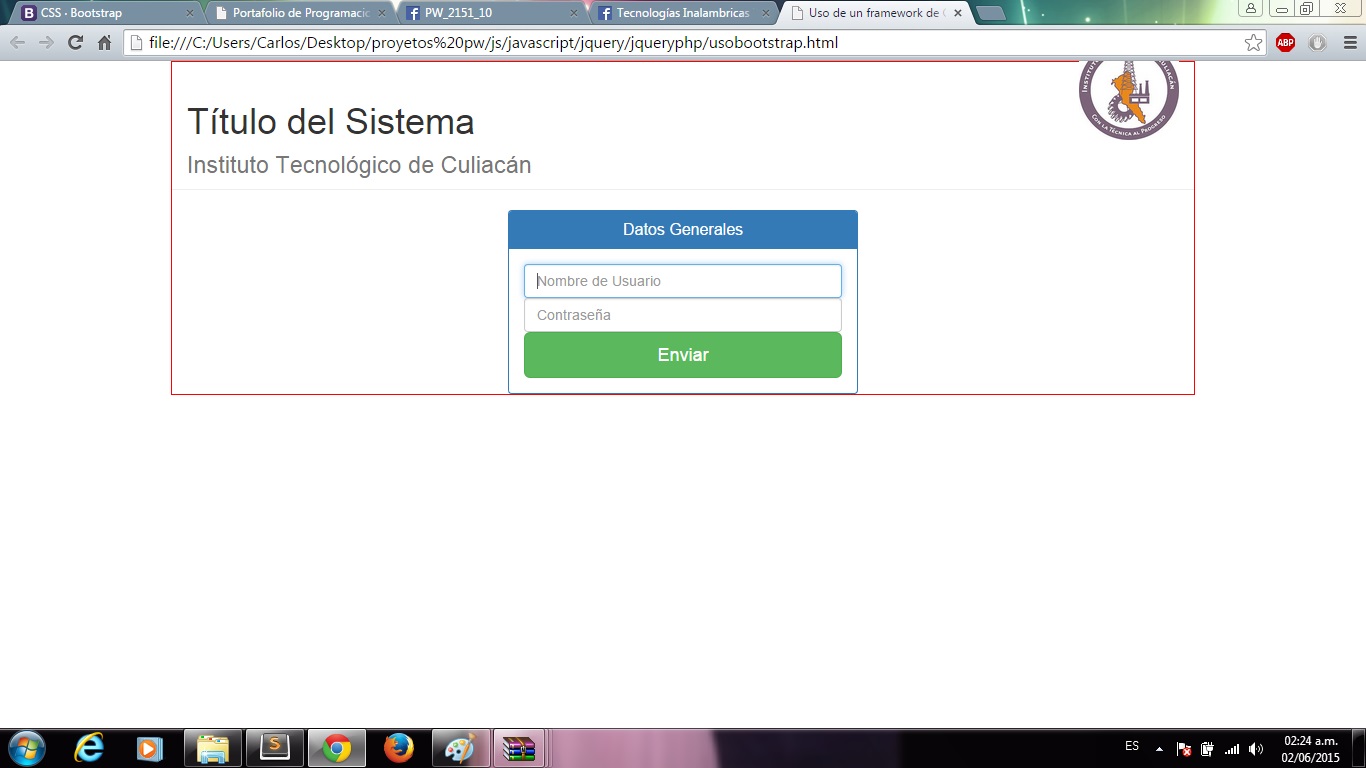 CSS · Bootstrap
Portafolio de Programacio
PW_2151_10
Tecnologías Inalambricas
Uso de un framework de
file:///C:/Users/Carlos/Desktop/proyetos%20pw/js/javascript/jquery/jqueryphp/usobootstrap.html
ABP
Título del Sistema
Instituto Tecnológico de Culiacán
CON LA TÉCNICA AL PROGRESO
Datos Generales
Nombre de Usuario
Contraseña
Enviar
ES
02:24 a.m.
02/06/2015